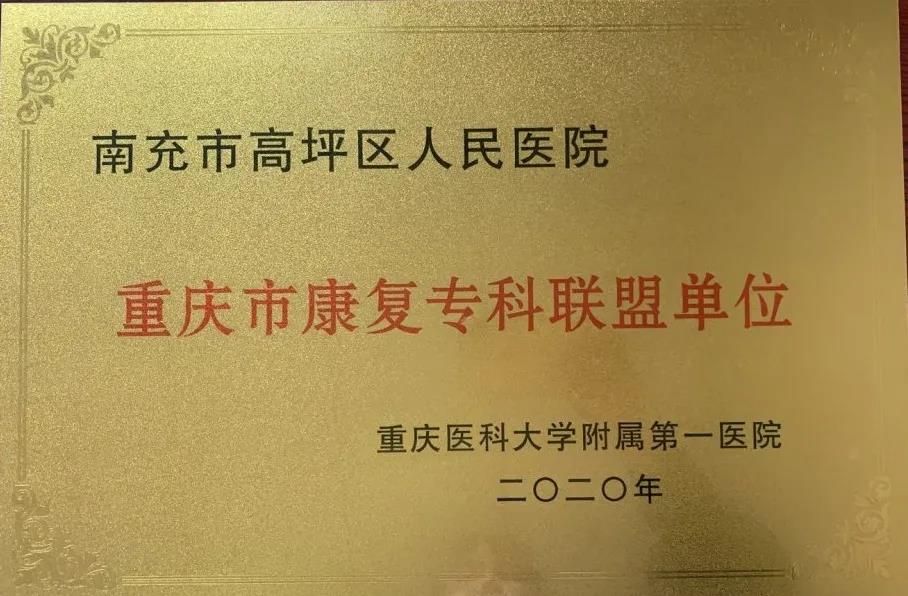 南充市高坪区人民医院
重庆市康复专科联盟单位
重庆医科大学附属第一医院
二〇二〇年